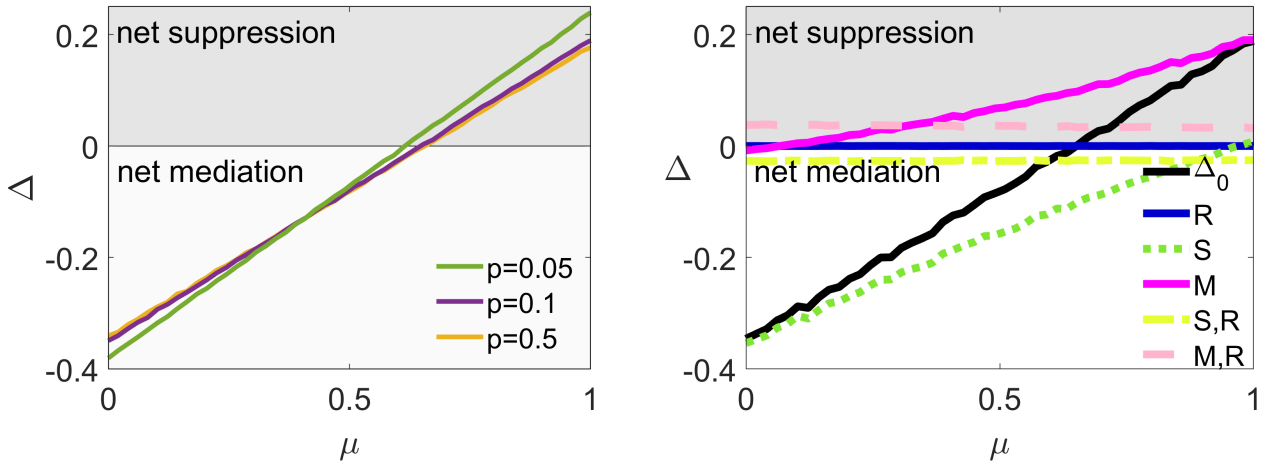 net suppression
net mediation
0.2
0
-0.2
-0.4
Δ
p=0.05
p=0.1
p=0.5
0
0.5
1
μ
net suppression
net mediation
0.2
0
-0.2
-0.4
Δ
Δ0
R
S
M
S,R
M,R
0
0.5
1
μ